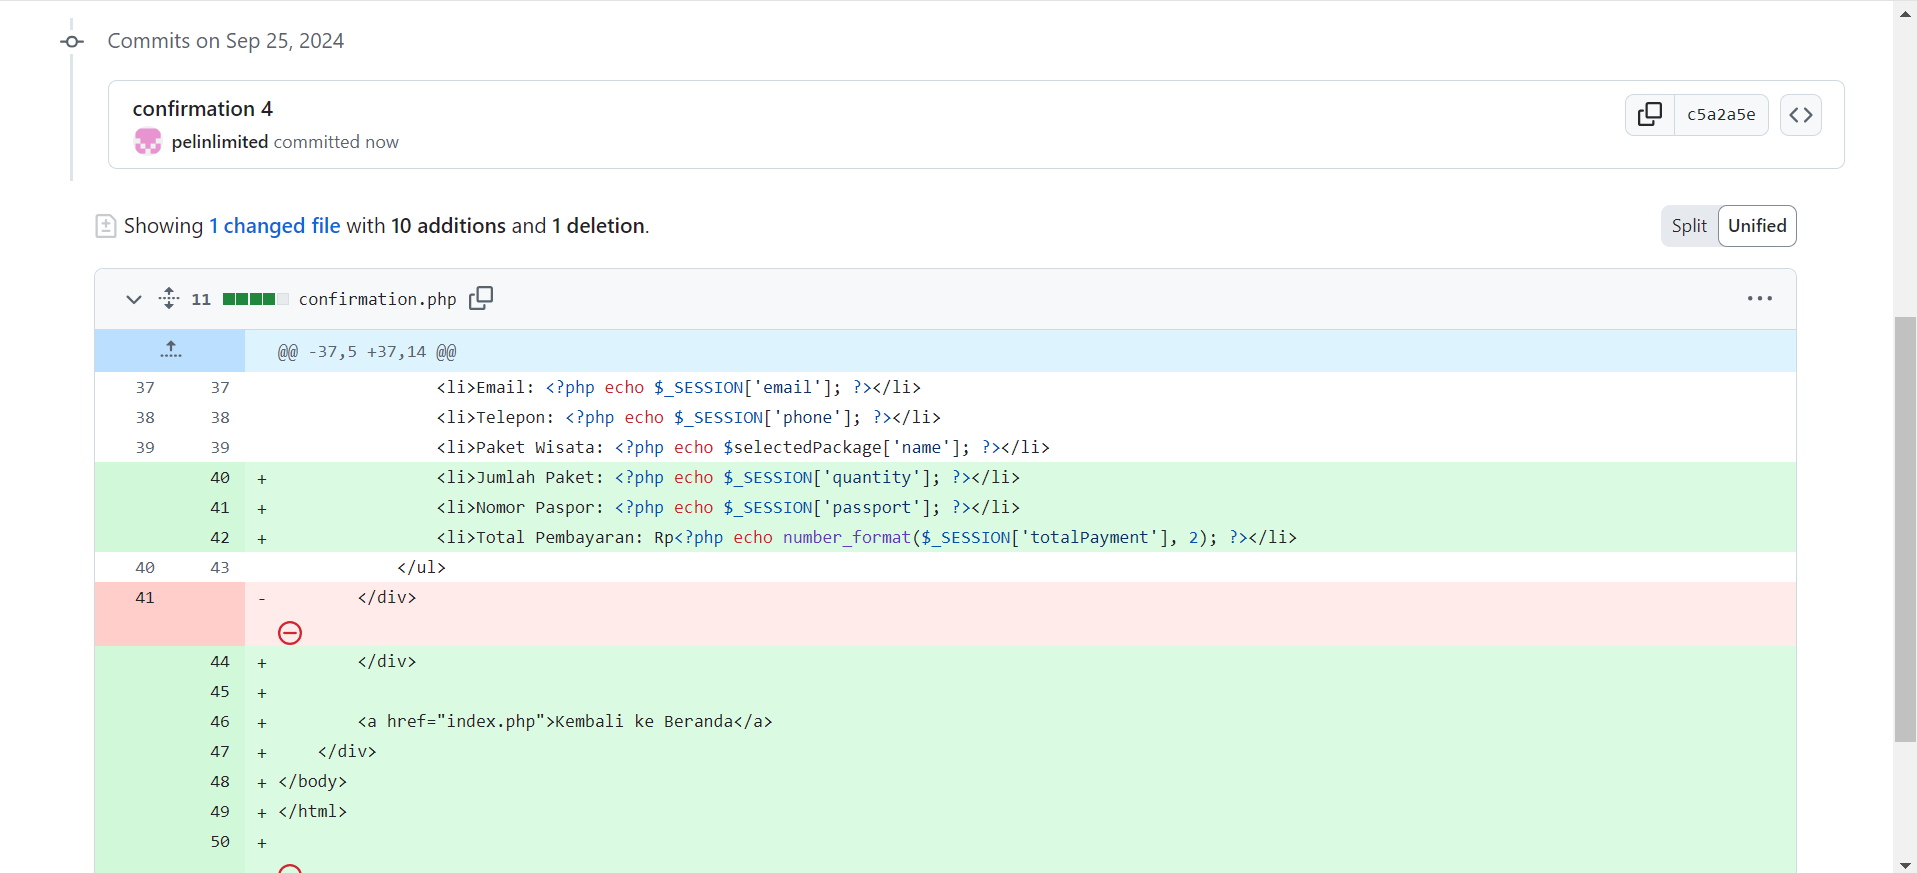 Commits on Sep 25, 2024
confirmation 4
c5a2a5e
pelinlimited committed now
Showing 1 changed file with 10 additions and 1 deletion.
Split Unified
11 confirmation.php
@@ -37,5 +37,14 @@
37 37 <li>Email: <?php echo $_SESSION['email']; ?></li>
38 38 <li>Telepon: <?php echo $_SESSION['phone']; ?></li>
39 39 <li>Paket Wisata: <?php echo $selectedPackage['name']; ?></li>
40 + <li>Jumlah Paket: <?php echo $_SESSION['quantity']; ?></li>
41 + <li>Nomor Paspor: <?php echo $_SESSION['passport']; ?></li>
42 + <li>Total Pembayaran: Rp<?php echo number_format($_SESSION['totalPayment'], 2); ?></li>
40 43 </ul>
41 - </div>
44 + </div>
45 +
46 + <a href="index.php">Kembali ke Beranda</a>
47 + </div>
48 + </body>
49 + </html>
50 +